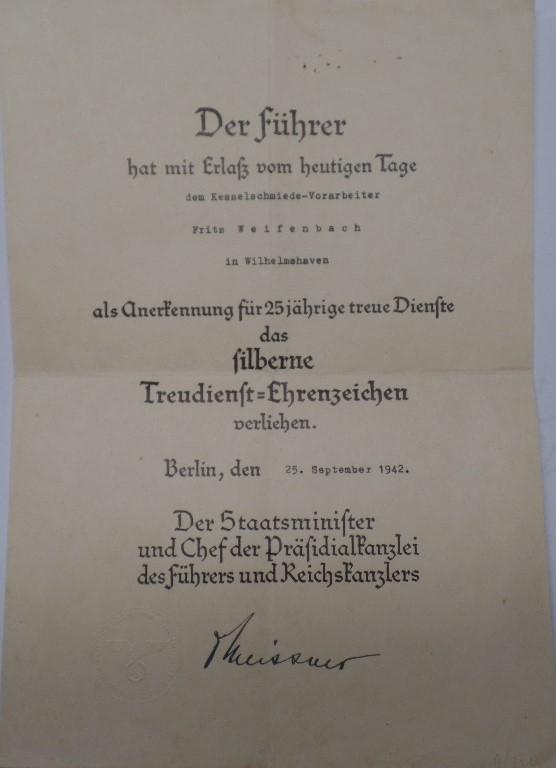 Der Führer
hat mit Erlaß vom heutigen Tage
dem Kesselschmiede-Vorarbeiter
Fritz Weifenbach
in Wilhelmshaven
als Anerkennung für 25jährige treue Dienste
das
silberne
Treudienst=Ehrenzeichen
verliehen.
Berlin, den 25. September 1942.
Der Staatsminister
und Chef der Präsidialkanzlei
des Führers und Reichskanzlers
Meissner